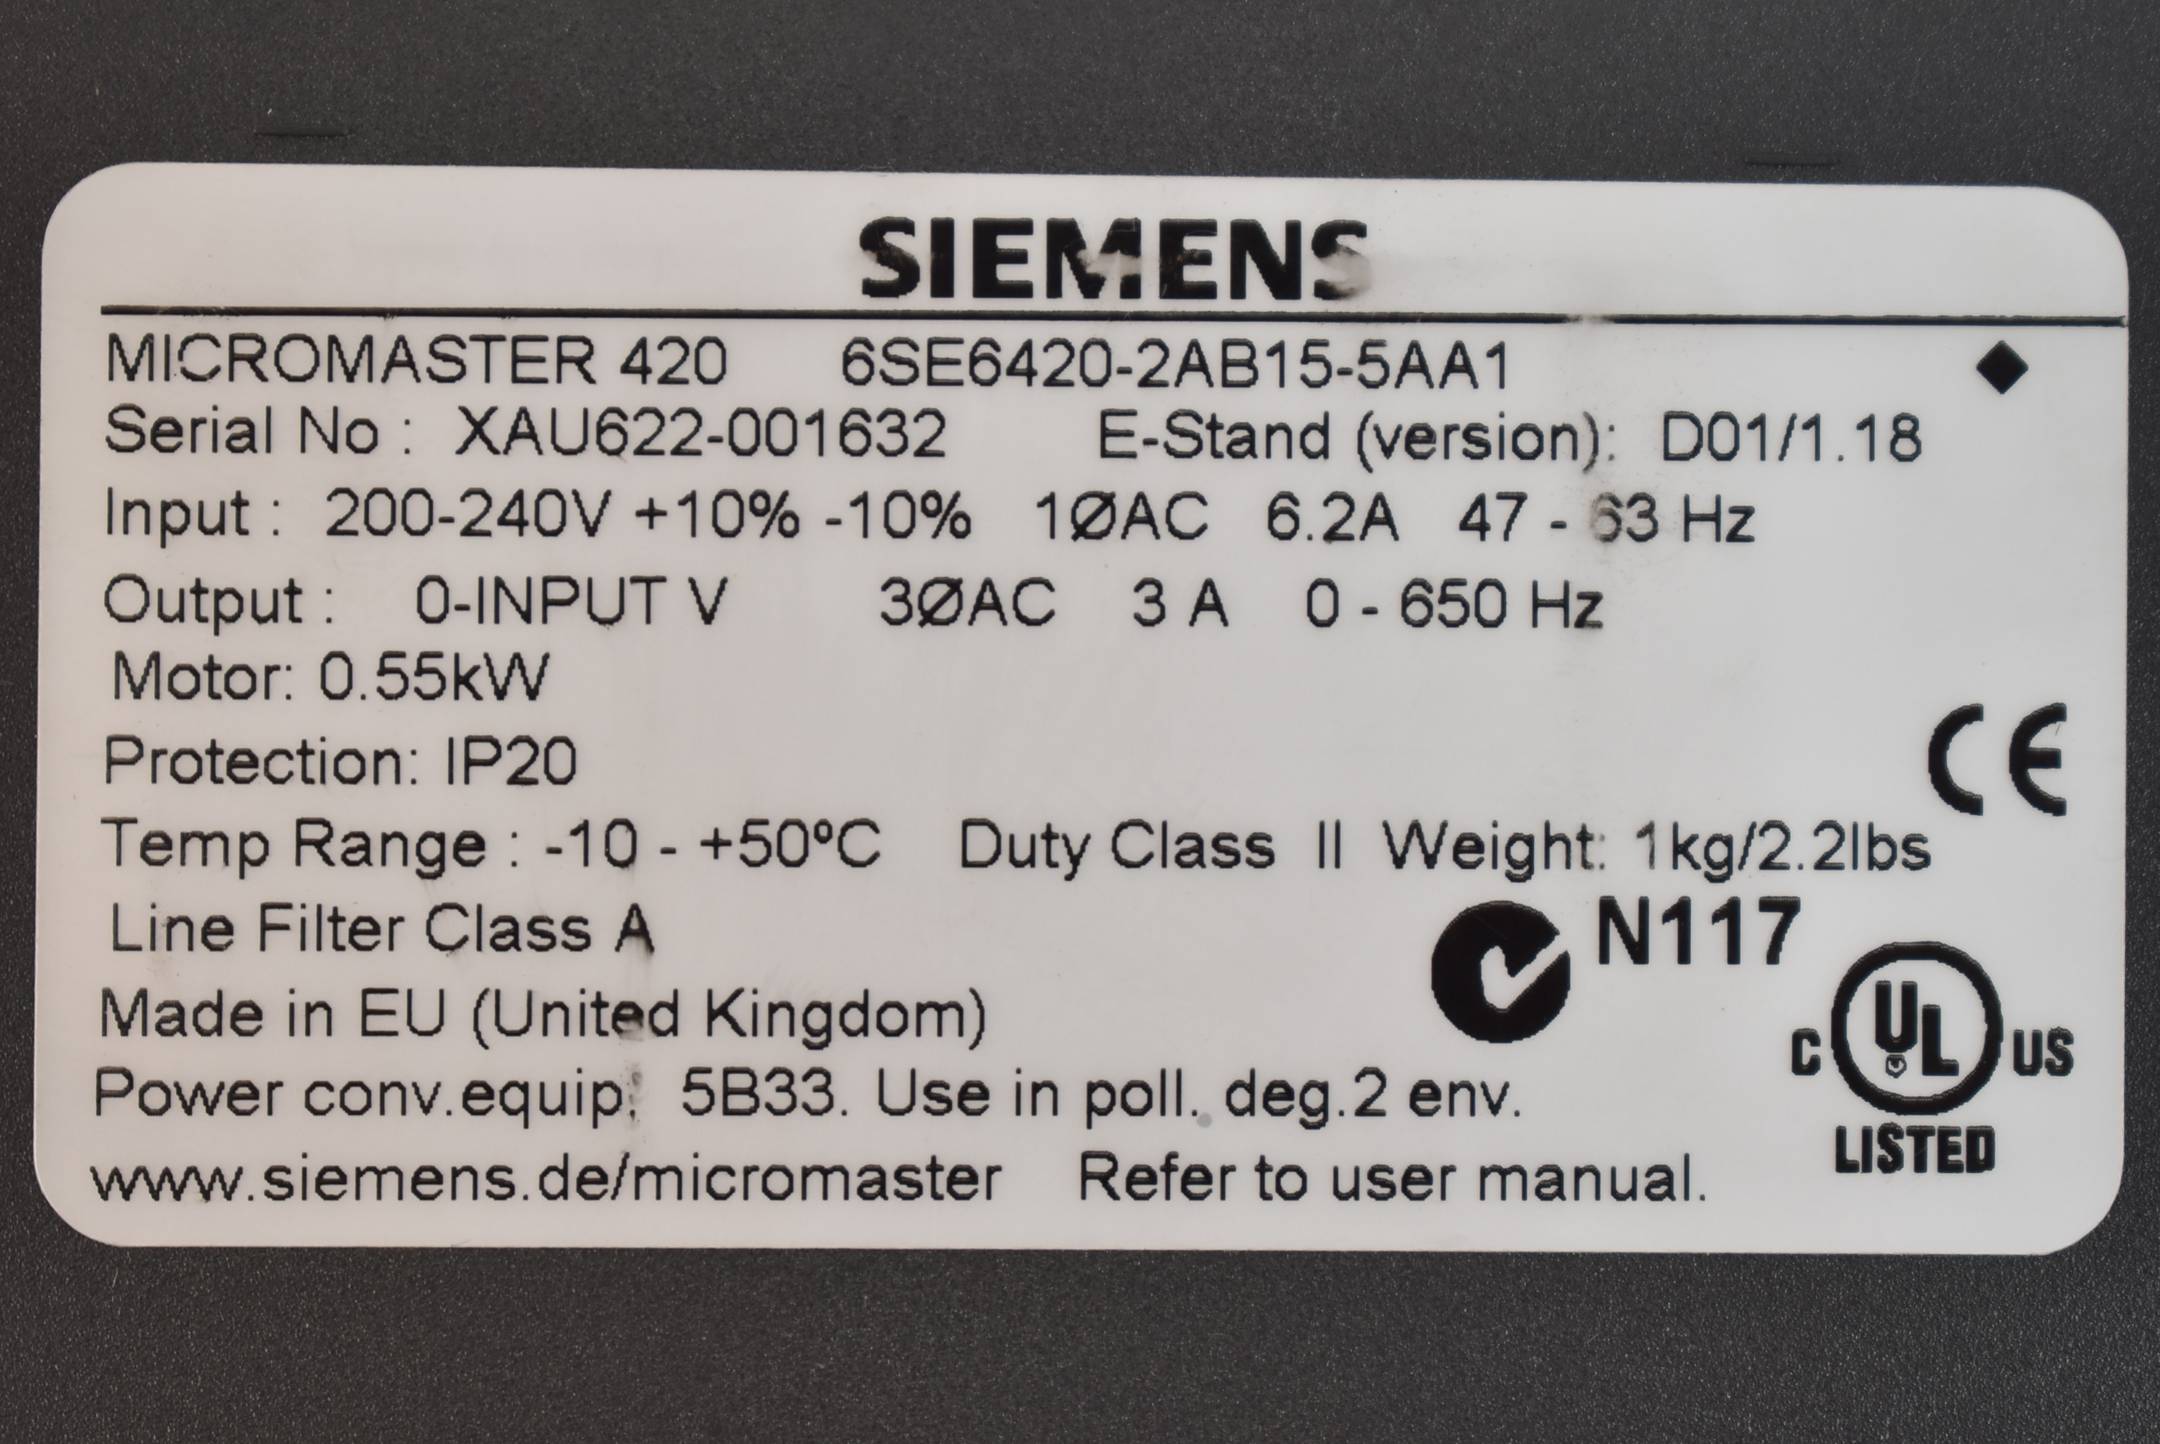 SIEMENS
MICROMASTER 420 6SE6420-2AB15-5AA1
Serial No : XAU622-001632 E-Stand (version): D01/1.18
Input : 200-240V +10% -10% 1ØAC 6.2A 47 - 63 Hz
Output : 0-INPUT V 3ØAC 3 A 0 - 650 Hz
Motor: 0.55kW
Protection: IP20
CE
Temp Range : -10 - +50ºC Duty Class II Weight: 1kg/2.2lbs
Line Filter Class A
N117
Made in EU (United Kingdom)
C UL US
LISTED
Power conv.equip: 5B33. Use in poll. deg.2 env.
www.siemens.de/micromaster Refer to user manual.